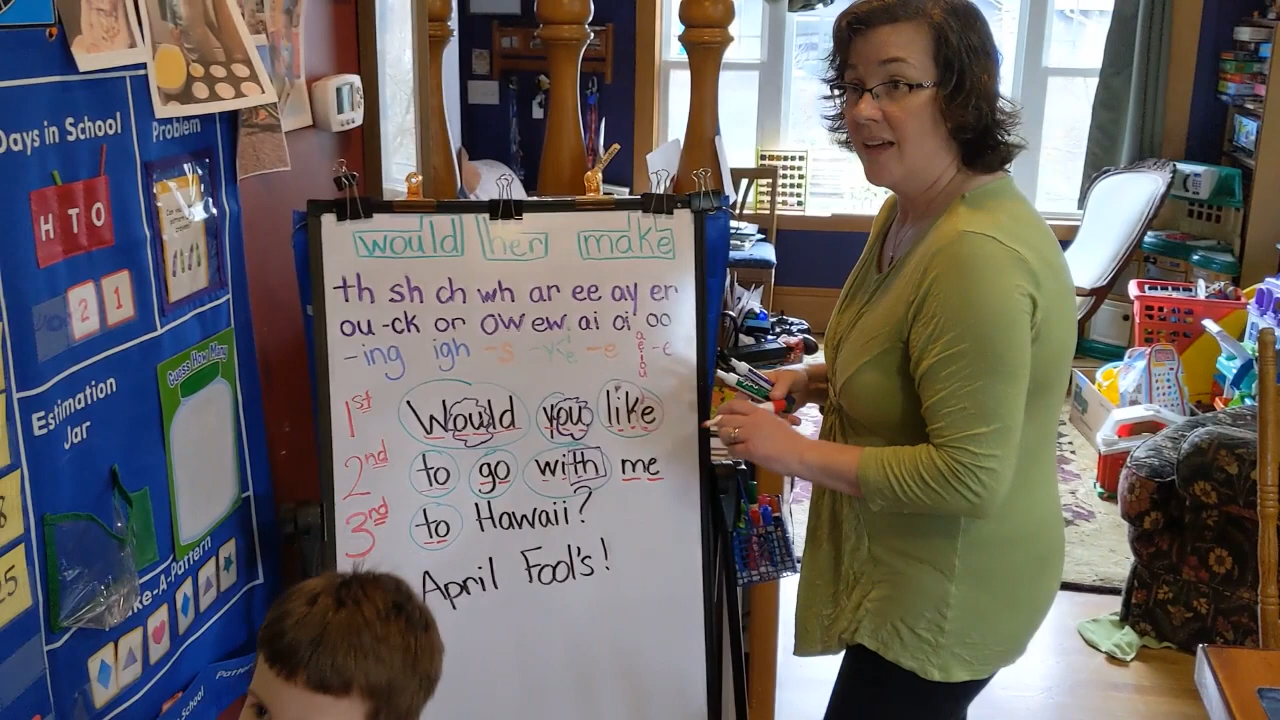 Days in School
Problem
H T O
2 1
Guess How Many
Estimation
Jar
8
25
Make-A-Pattern
would her make
th sh ch wh ar ee ay er
ou -ck or ow ew ai oi oo
-ing igh -s -e
1st Would you like
2nd to go with me
3rd to Hawaii?
April Fool's!